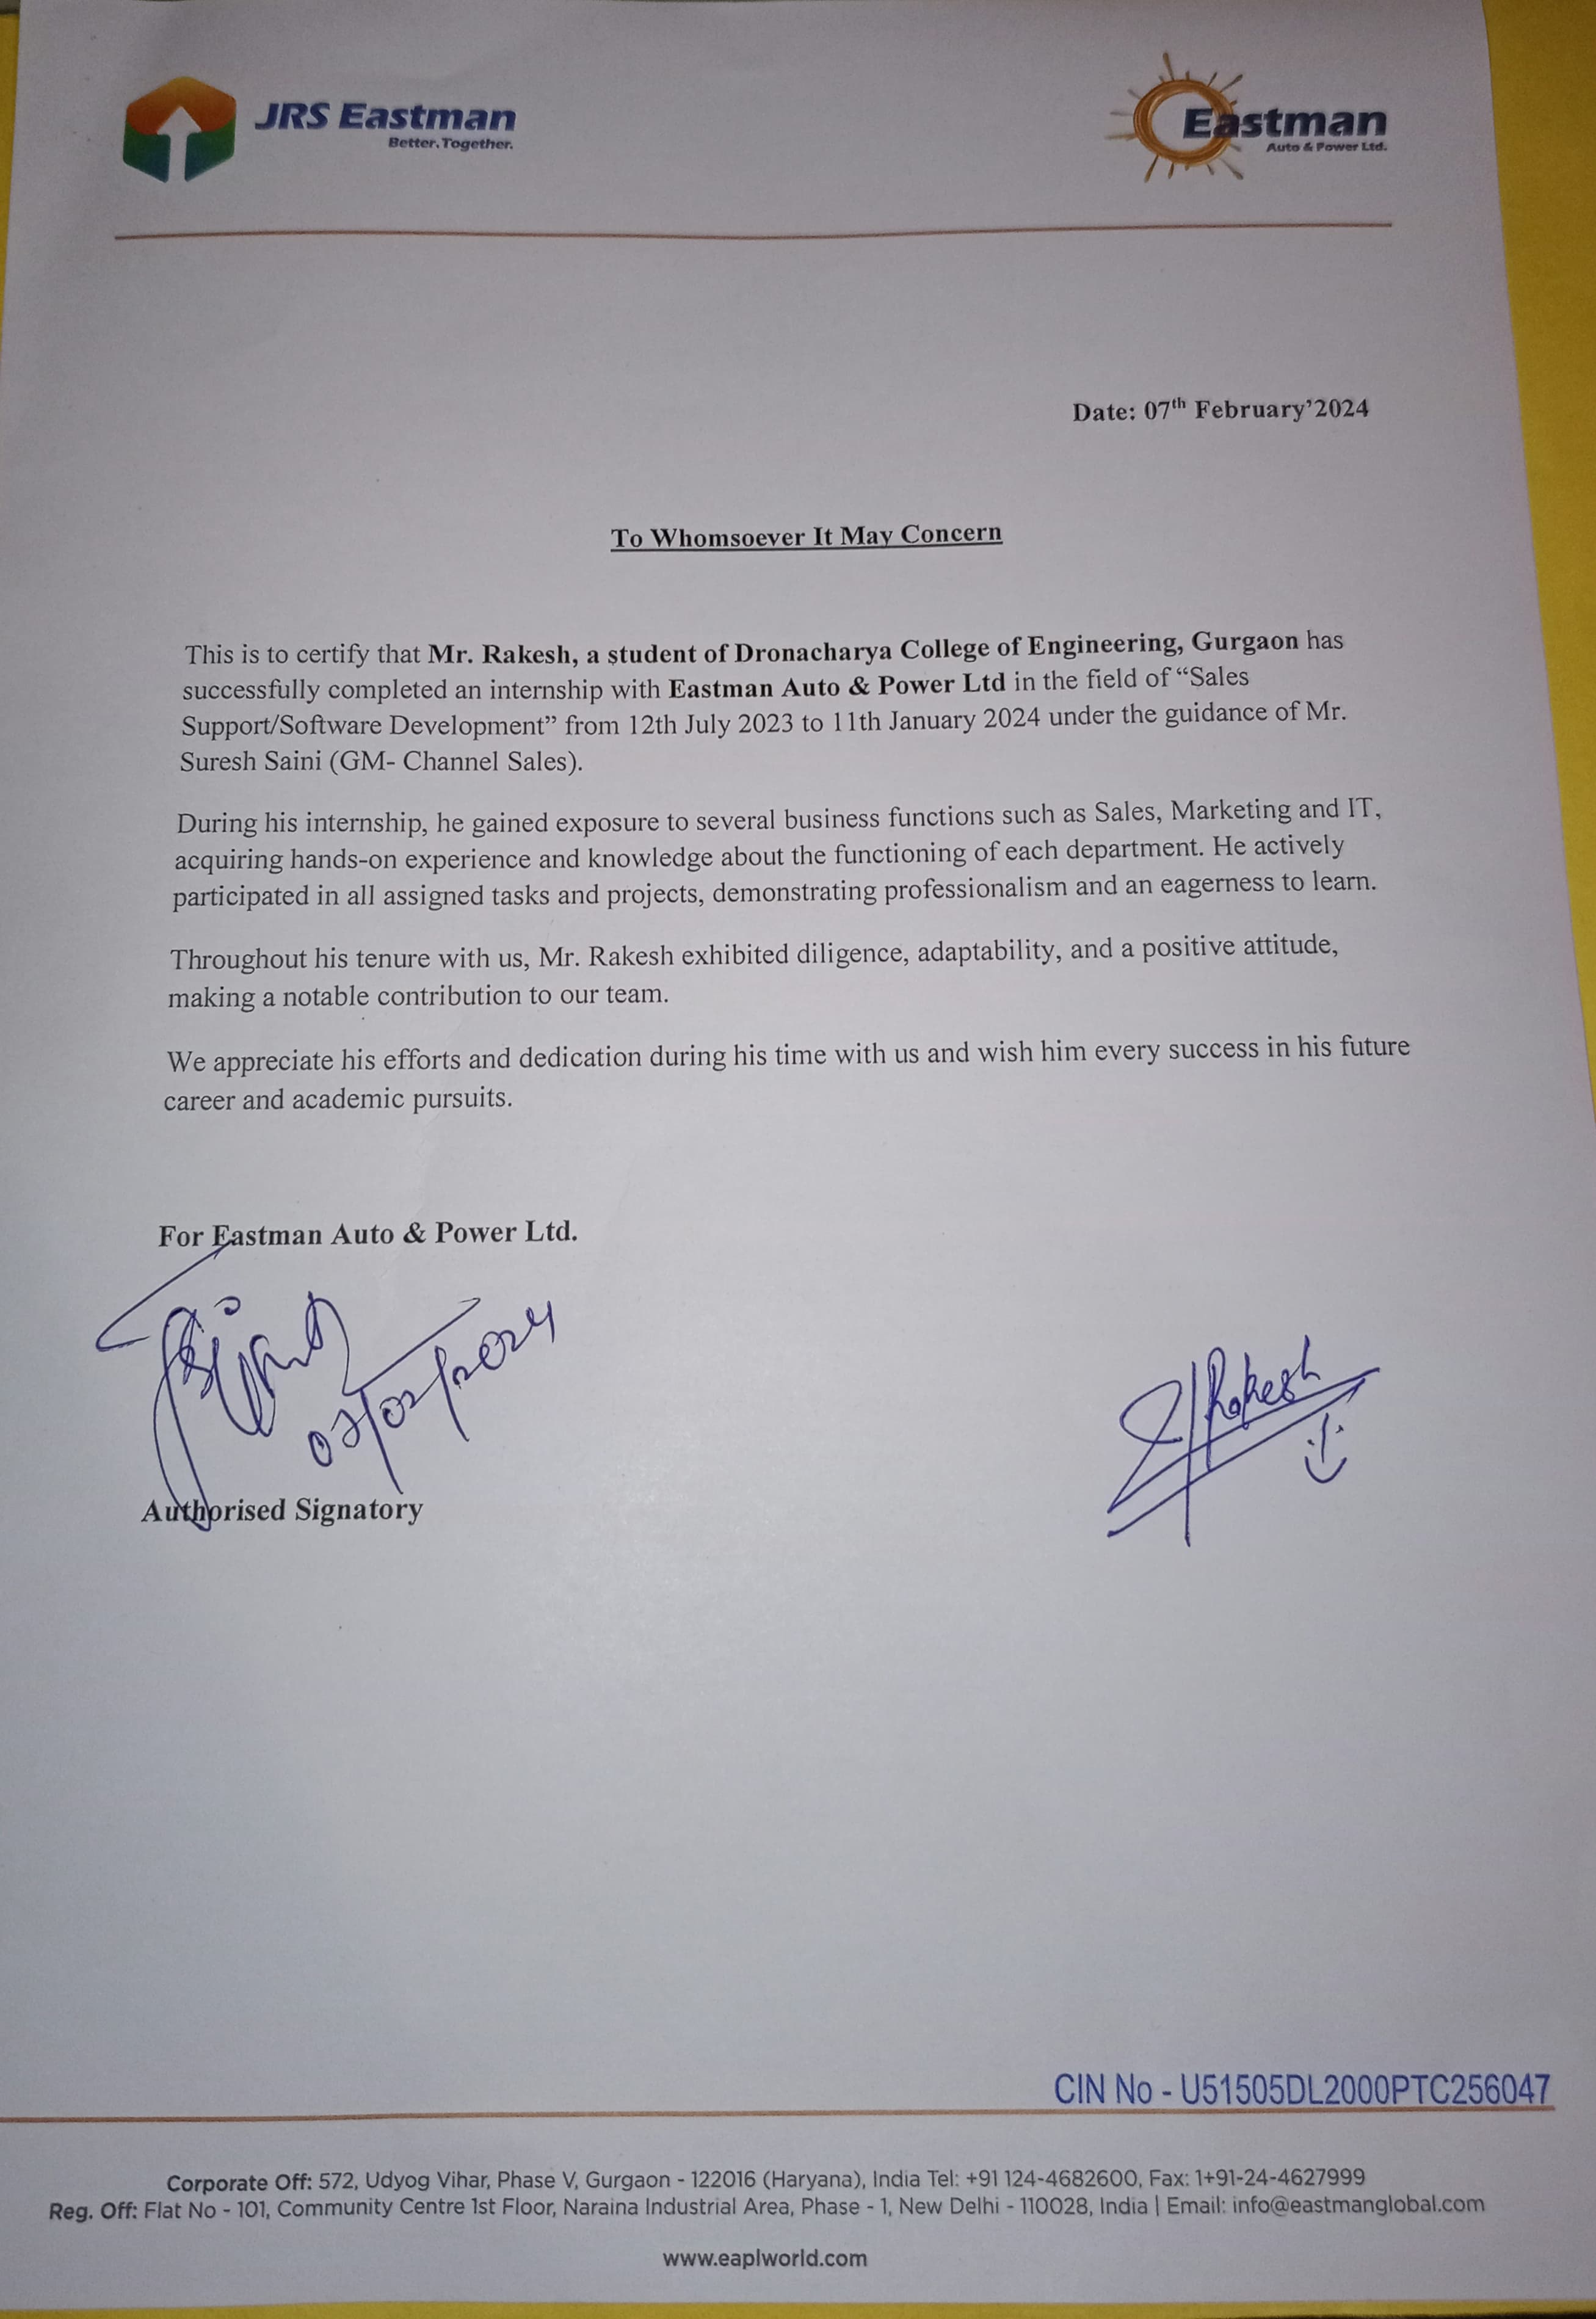 JRS Eastman
Better. Together.
Eastman
Auto & Power Ltd.
Date: 07th February'2024
To Whomsoever It May Concern
This is to certify that Mr. Rakesh, a student of Dronacharya College of Engineering, Gurgaon has
successfully completed an internship with Eastman Auto & Power Ltd in the field of “Sales
Support/Software Development” from 12th July 2023 to 11th January 2024 under the guidance of Mr.
Suresh Saini (GM- Channel Sales).
During his internship, he gained exposure to several business functions such as Sales, Marketing and IT,
acquiring hands-on experience and knowledge about the functioning of each department. He actively
participated in all assigned tasks and projects, demonstrating professionalism and an eagerness to learn.
Throughout his tenure with us, Mr. Rakesh exhibited diligence, adaptability, and a positive attitude,
making a notable contribution to our team.
We appreciate his efforts and dedication during his time with us and wish him every success in his future
career and academic pursuits.
For Eastman Auto & Power Ltd.
07/02/2024
Rakesh
Authorised Signatory
CIN No - U51505DL2000PTC256047
Corporate Off: 572, Udyog Vihar, Phase V, Gurgaon - 122016 (Haryana), India Tel: +91 124-4682600, Fax: 1+91-24-4627999
Reg. Off: Flat No - 101, Community Centre 1st Floor, Naraina Industrial Area, Phase - 1, New Delhi - 110028, India | Email: info@eastmanglobal.com
www.eaplworld.com